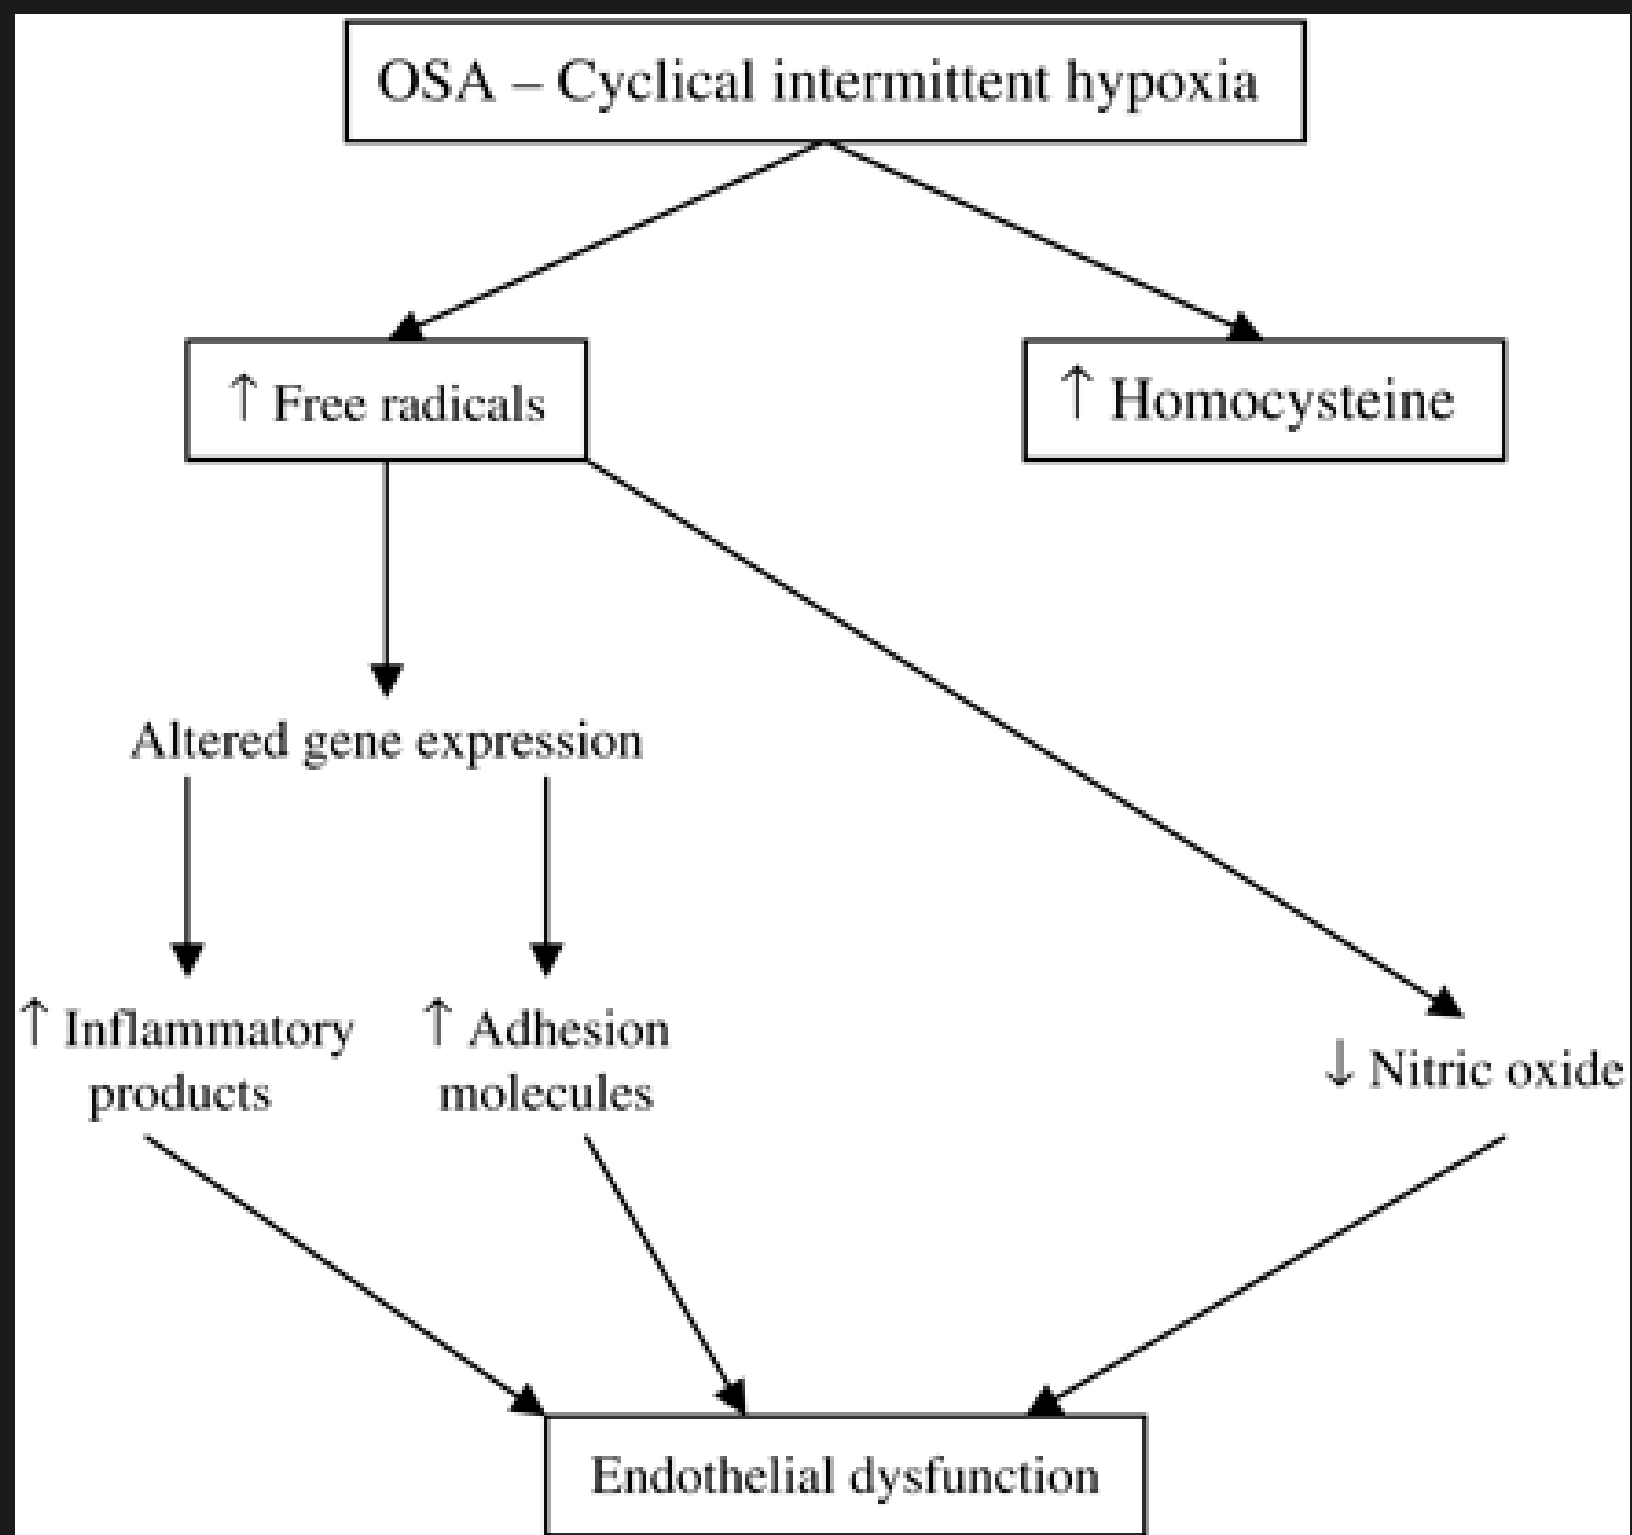 OSA – Cyclical intermittent hypoxia
↑ Free radicals
↑ Homocysteine
Altered gene expression
↑ Inflammatory
products
↑ Adhesion
molecules
↓ Nitric oxide
Endothelial dysfunction